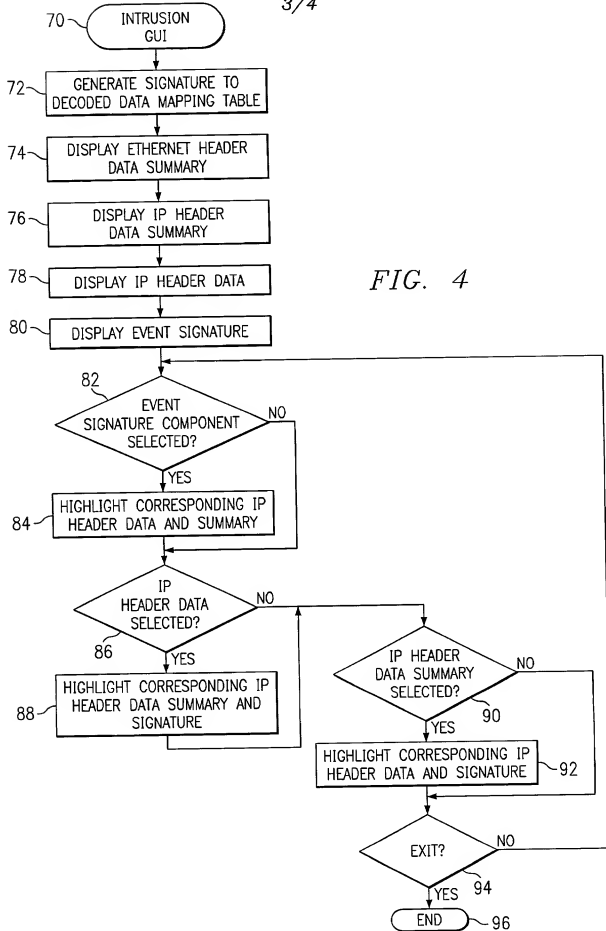 3/4
70
INTRUSION
GUI
72
GENERATE SIGNATURE TO
DECODED DATA MAPPING TABLE
74
DISPLAY ETHERNET HEADER
DATA SUMMARY
76
DISPLAY IP HEADER
DATA SUMMARY
78
DISPLAY IP HEADER DATA
FIG. 4
80
DISPLAY EVENT SIGNATURE
82
EVENT
SIGNATURE COMPONENT
SELECTED?
NO
YES
84
HIGHLIGHT CORRESPONDING IP
HEADER DATA AND SUMMARY
IP
HEADER DATA
SELECTED?
NO
86
YES
88
HIGHLIGHT CORRESPONDING IP
HEADER DATA SUMMARY AND
SIGNATURE
IP HEADER
DATA SUMMARY
SELECTED?
NO
90
YES
HIGHLIGHT CORRESPONDING IP
HEADER DATA AND SIGNATURE
92
EXIT?
NO
94
YES
END
96